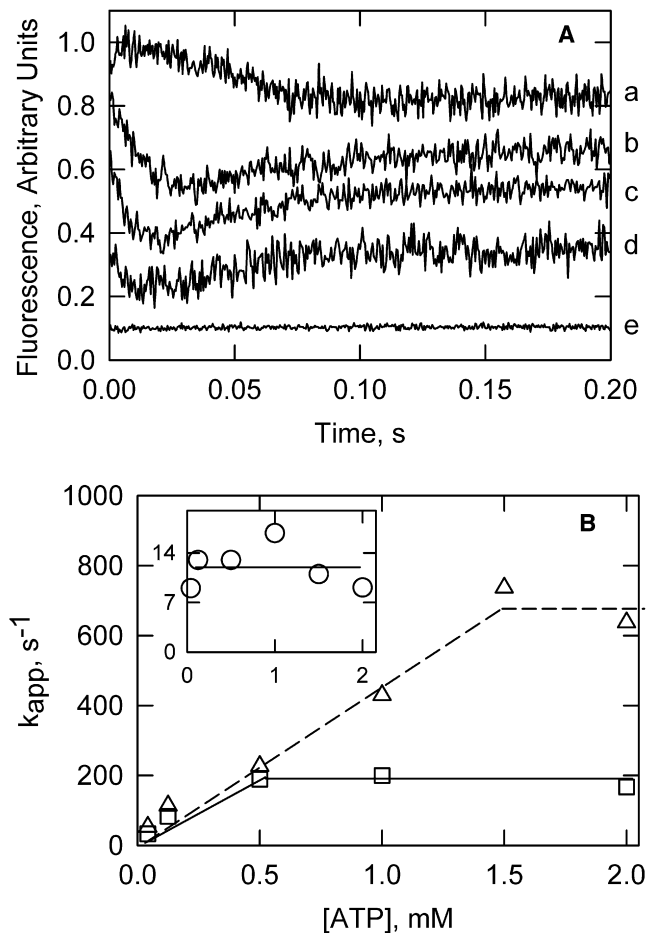 A
Fluorescence, Arbitrary Units
1.0
0.8
0.6
0.4
0.2
0.0
a
b
c
d
e
0.00 0.05 0.10 0.15 0.20
Time, s
B
kapp, s-1
1000
800
600
400
200
0
14
7
0
0 1 2
0.0 0.5 1.0 1.5 2.0
[ATP], mM